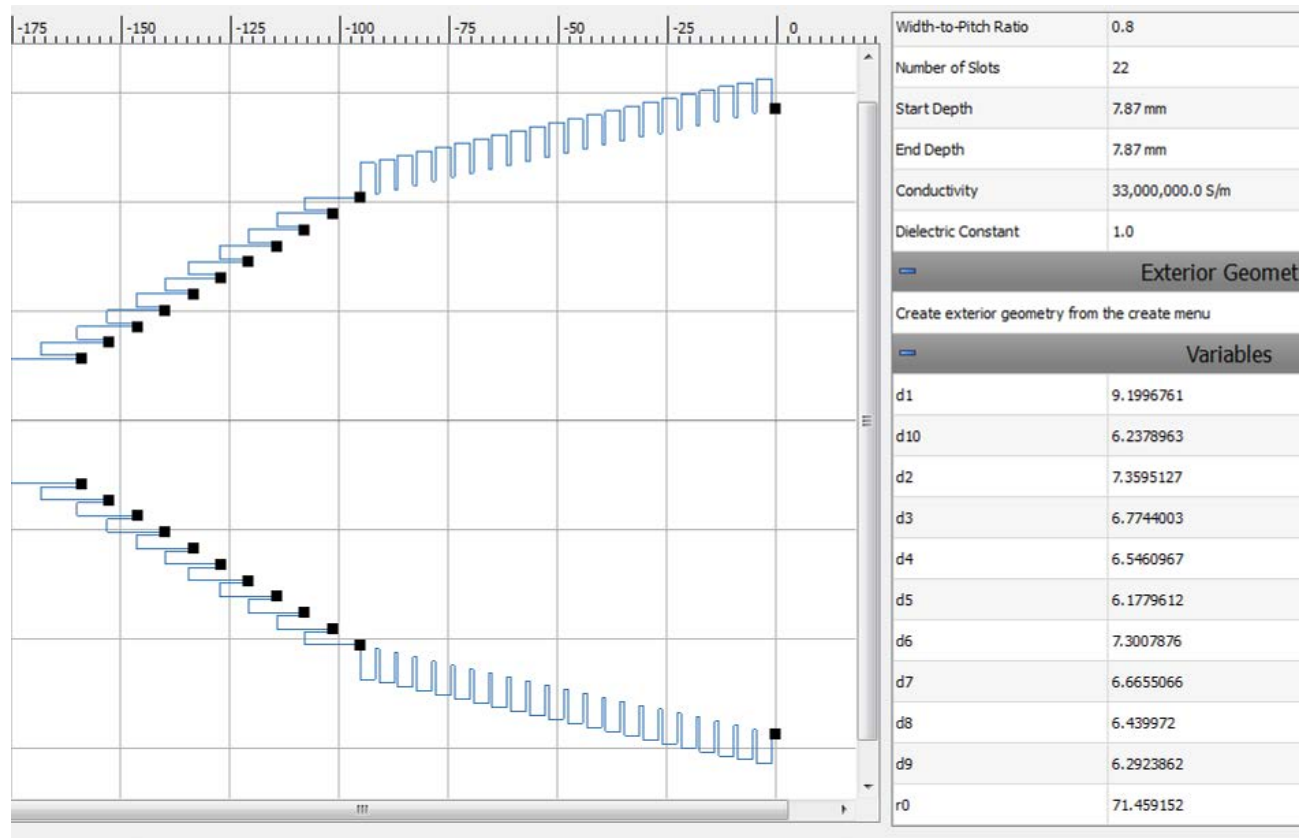 -175 -150 -125 -100 -75 -50 -25 0
Width-to-Pitch Ratio 0.8
Number of Slots 22
Start Depth 7.87 mm
End Depth 7.87 mm
Conductivity 33,000,000.0 S/m
Dielectric Constant 1.0
Exterior Geomet
Create exterior geometry from the create menu
Variables
d1 9.1996761
d10 6.2378963
d2 7.3595127
d3 6.7744003
d4 6.5460967
d5 6.1779612
d6 7.3007876
d7 6.6655066
d8 6.439972
d9 6.2923862
r0 71.459152